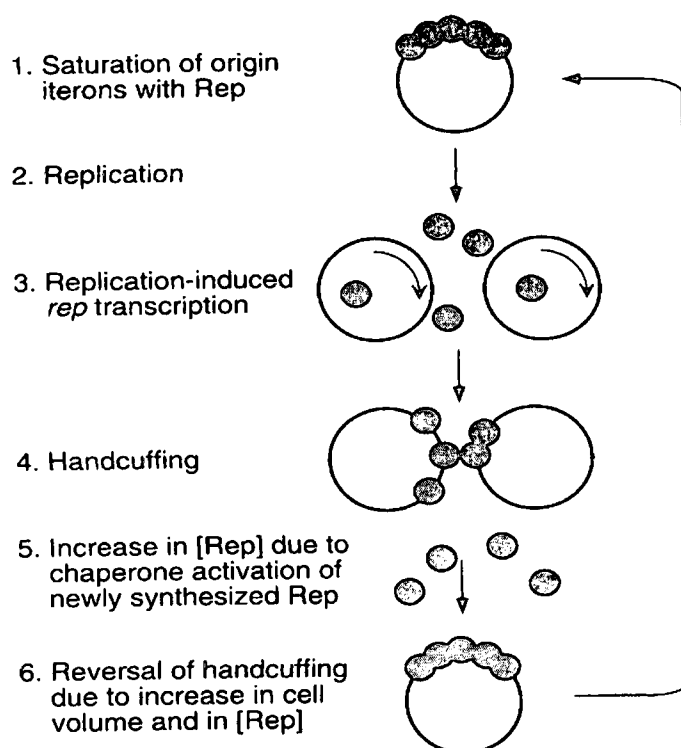 1. Saturation of origin
iterons with Rep
2. Replication
3. Replication-induced
rep transcription
4. Handcuffing
5. Increase in [Rep] due to
chaperone activation of
newly synthesized Rep
6. Reversal of handcuffing
due to increase in cell
volume and in [Rep]